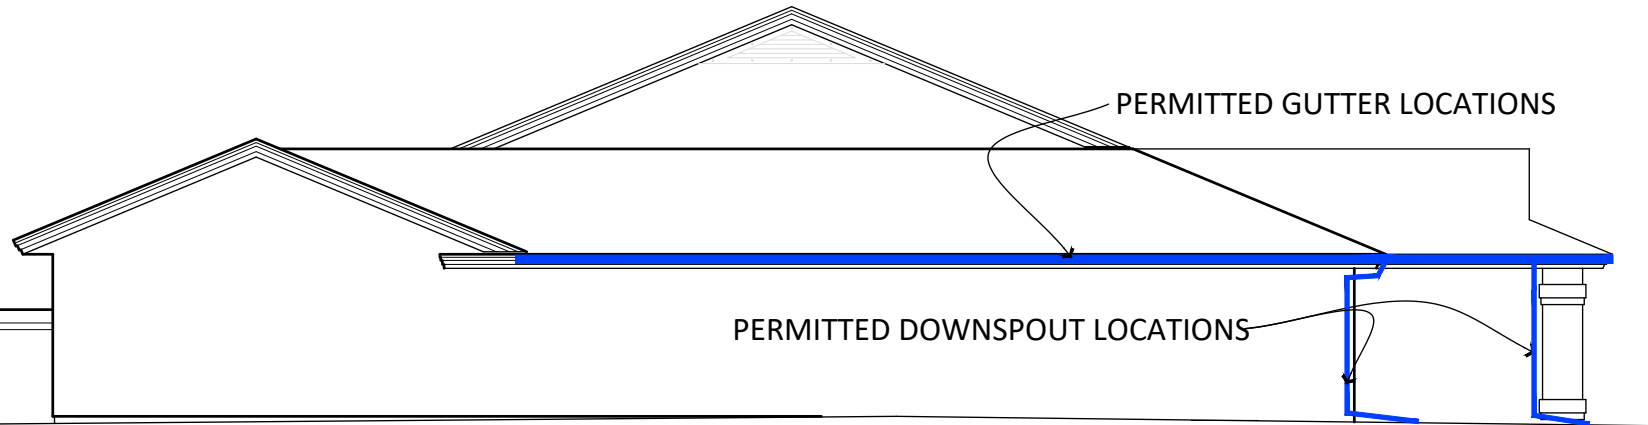 PERMITTED GUTTER LOCATIONS
PERMITTED DOWNSPOUT LOCATIONS